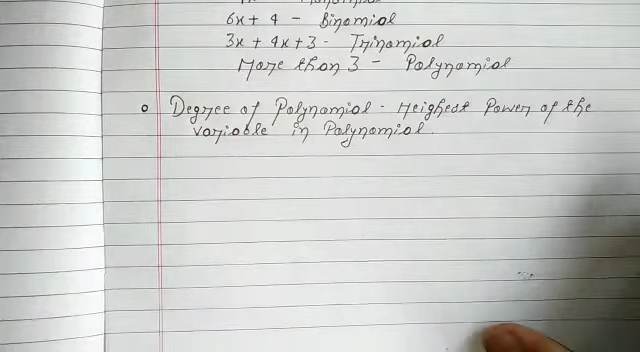 6x + 4 - Binomial
3x + 4x + 3 - Trinomial
More than 3 - Polynomial
Degree of Polynomial - Heighest Power of the
variable in Polynomial.